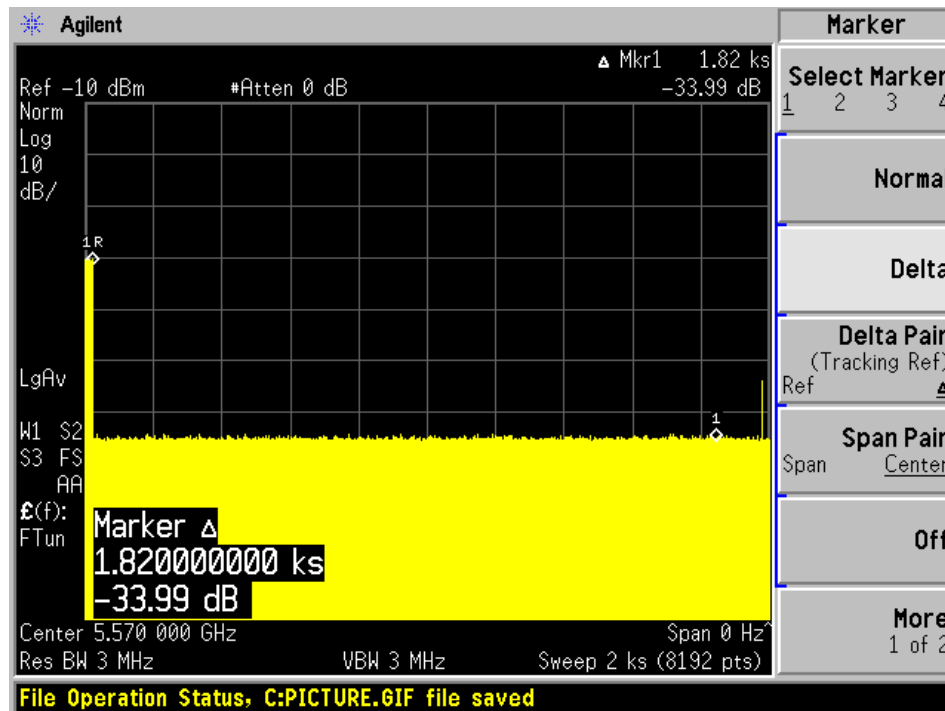 Agilent
Marker
Δ Mkr1 1.82 ks
Ref -10 dBm #Atten 0 dB -33.99 dB
Norm
Log
10
dB/
1R
LgAv
1
W1 S2
S3 FS
AA
£(f):
FTun
Marker Δ
1.820000000 ks
-33.99 dB
Center 5.570 000 GHz Span 0 Hz^
Res BW 3 MHz VBW 3 MHz Sweep 2 ks (8192 pts)
File Operation Status, C:PICTURE.GIF file saved
Select Marker
1 2 3 4
Norma
Delta
Delta Pair
(Tracking Ref)
Ref Δ
Span Pair
Span Center
Off
More
1 of 2